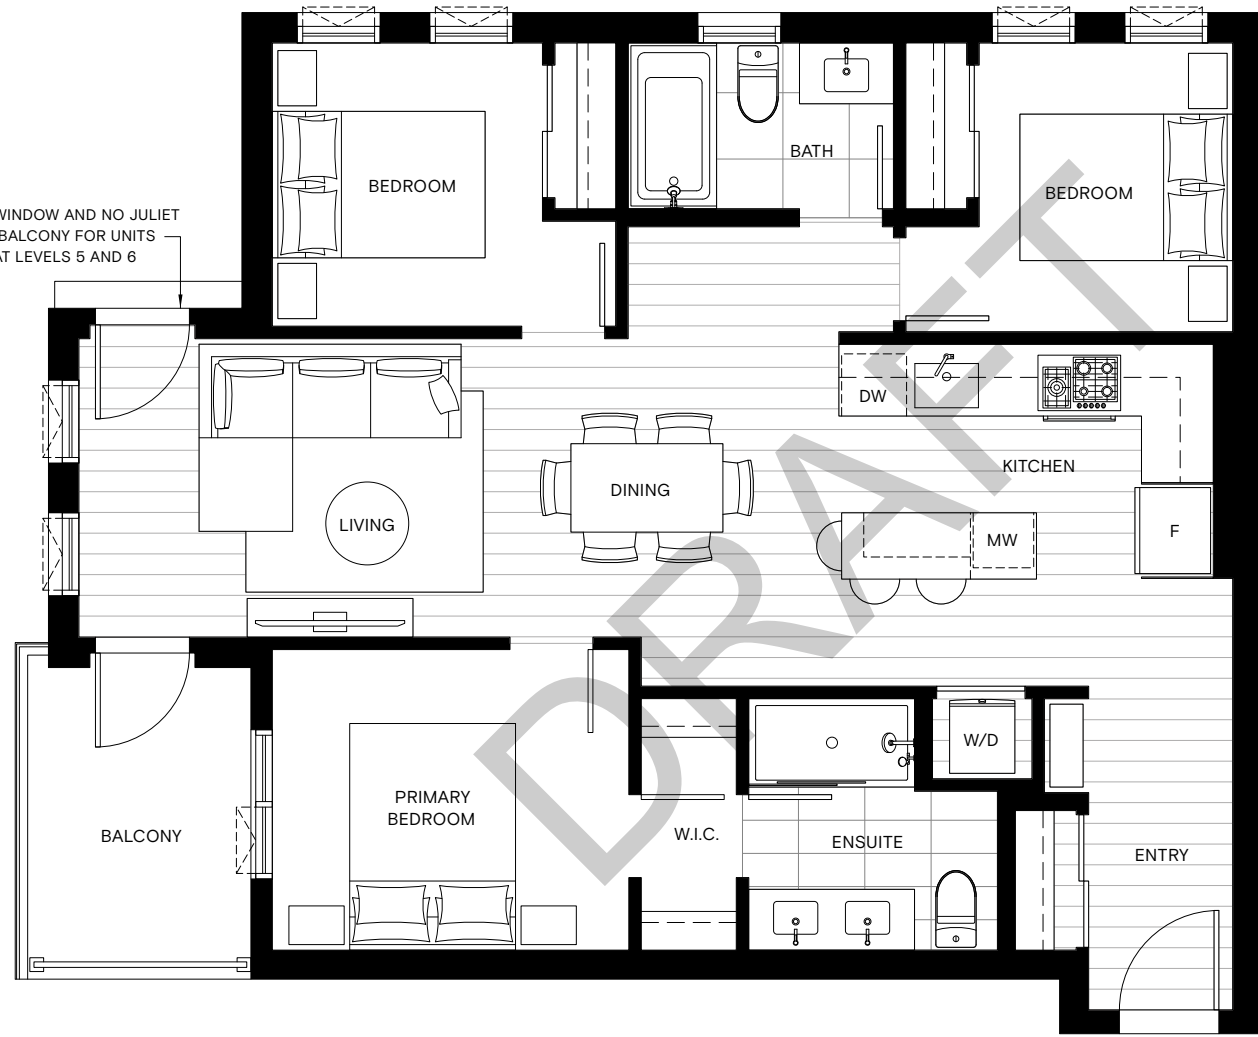 BATH
BEDROOM
BEDROOM
WINDOW AND NO JULIET
BALCONY FOR UNITS
AT LEVELS 5 AND 6
DW
KITCHEN
DINING
LIVING
MW
F
DRAFT
W/D
PRIMARY
BEDROOM
W.I.C.
ENSUITE
BALCONY
ENTRY